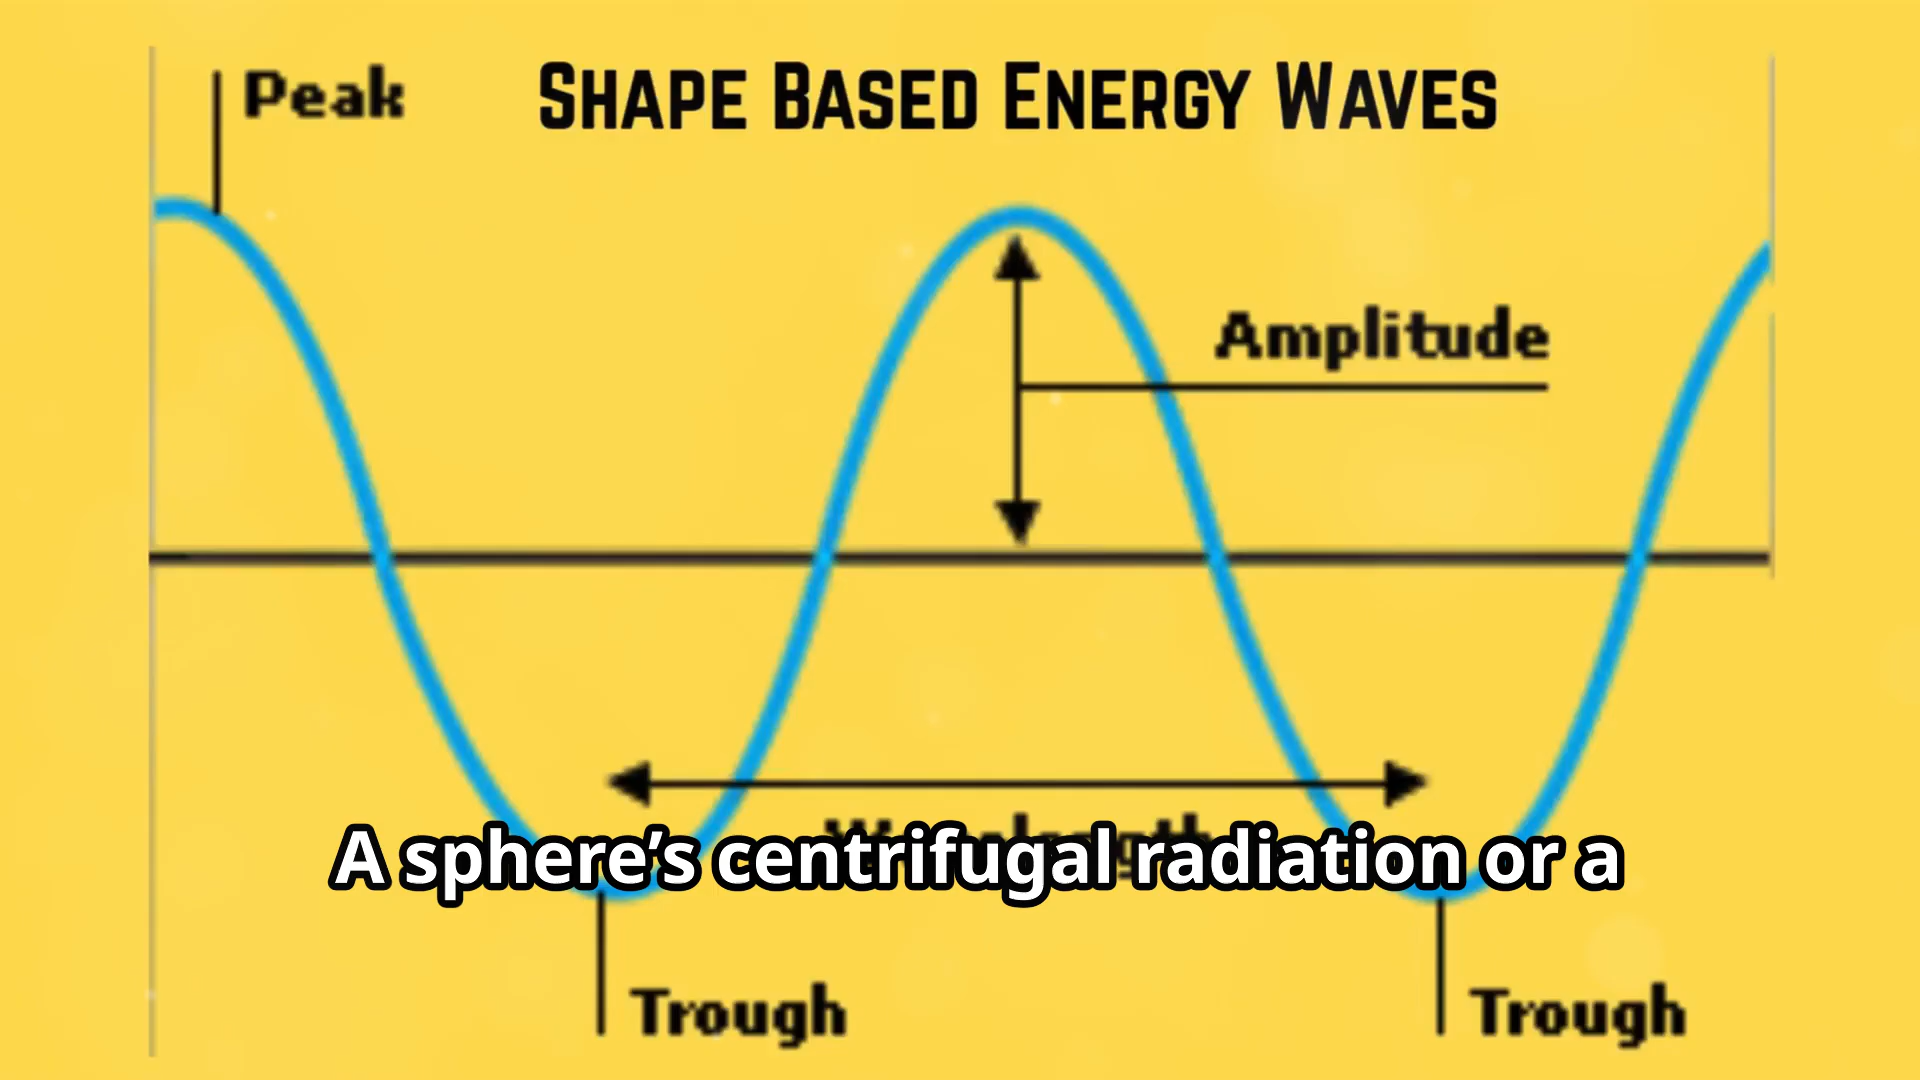 Peak
SHAPE BASED ENERGY WAVES
Amplitude
A sphere’s centrifugal radiation or a
Trough
Trough